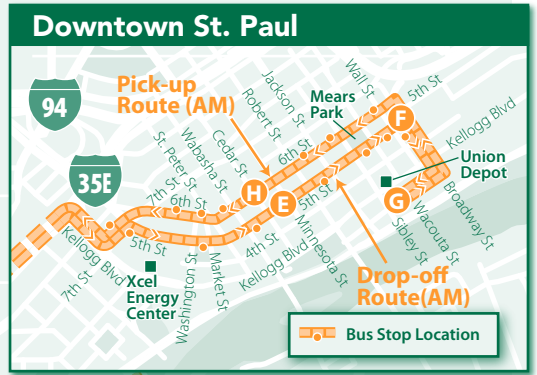 Downtown St. Paul
94
35E
Pick-up
Route (AM)
Jackson St
Robert St
Wall St
5th St
Mears
Park
Kellogg Blvd
Cedar St
Wabasha St
St. Peter St
6th St
7th St
6th St
H
E
F
G
5th St
Union
Depot
Broadway St
Wacouta St
Sibley St
Minnesota St
4th St
Kellogg Blvd
5th St
Kellogg Blvd
7th St
Xcel
Energy
Center
Washington St
Market St
Drop-off
Route(AM)
Bus Stop Location